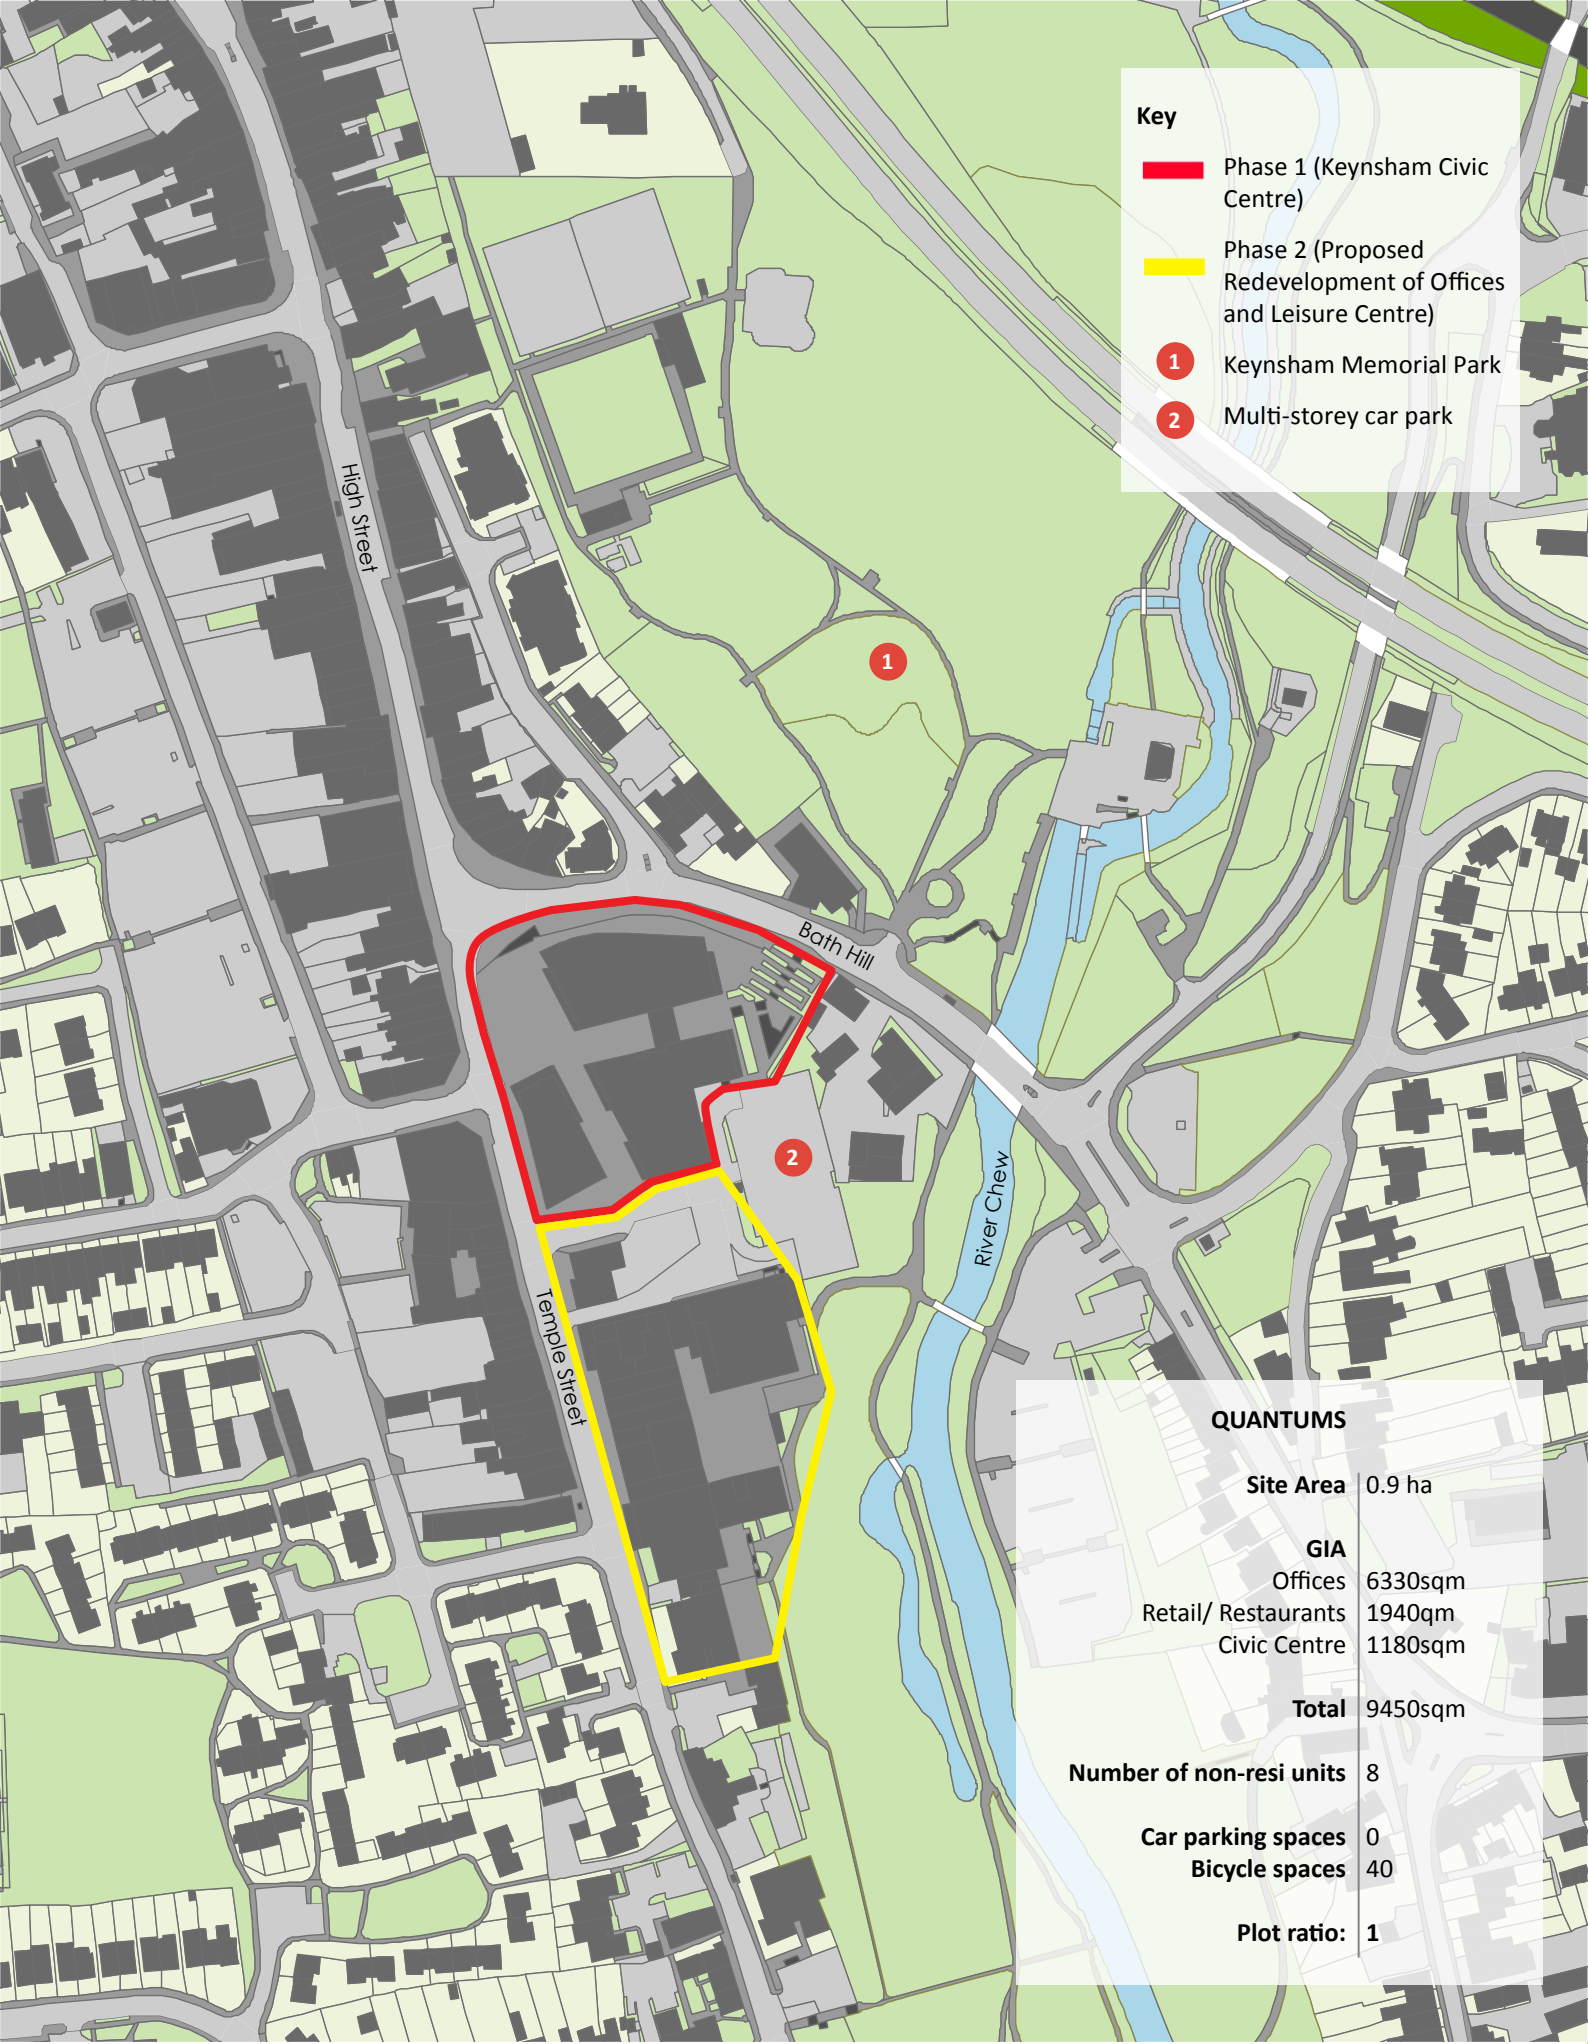 Key
Phase 1 (Keynsham Civic
Centre)
Phase 2 (Proposed
Redevelopment of Offices
and Leisure Centre)
1 Keynsham Memorial Park
2 Multi-storey car park
High Street
1
Bath Hill
2
River Chew
Temple Street
QUANTUMS
Site Area 0.9 ha
GIA
Offices 6330sqm
Retail/ Restaurants 1940qm
Civic Centre 1180sqm
Total 9450sqm
Number of non-resi units 8
Car parking spaces 0
Bicycle spaces 40
Plot ratio: 1